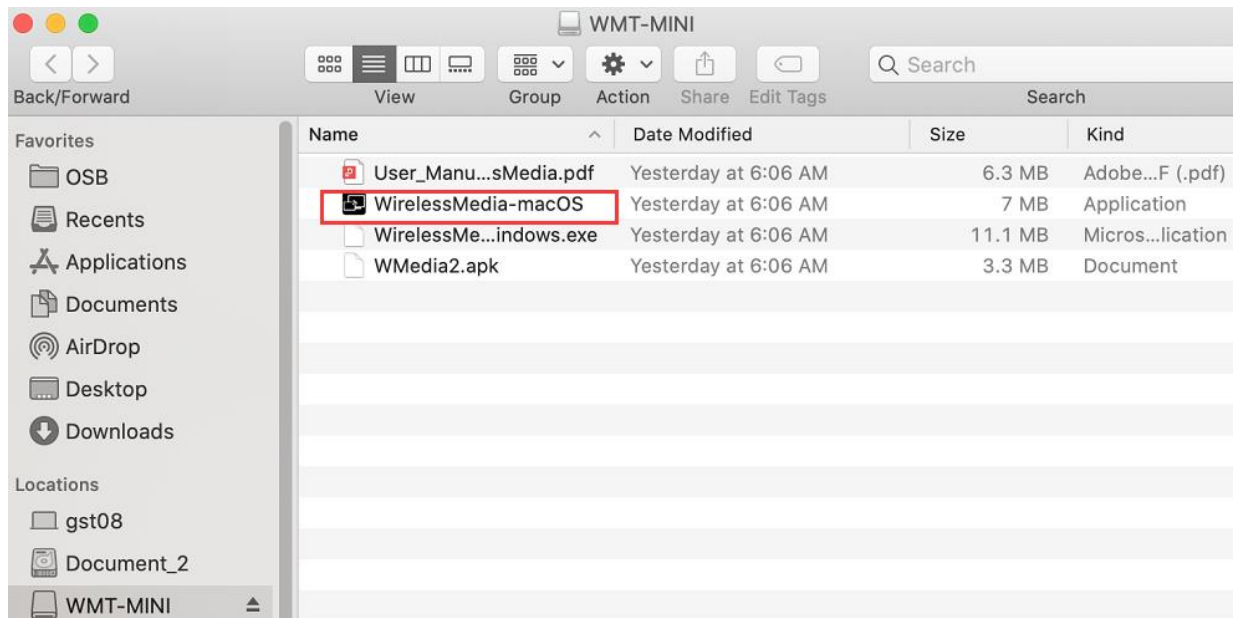 WMT-MINI
Search
Back/Forward View Group Action Share Edit Tags Search
Favorites
OSB
Recents
Applications
Documents
AirDrop
Desktop
Downloads
Locations
gst08
Document_2
WMT-MINI
Name Date Modified Size Kind
User_Manu...sMedia.pdf Yesterday at 6:06 AM 6.3 MB Adobe...F (.pdf)
WirelessMedia-macOS Yesterday at 6:06 AM 7 MB Application
WirelessMe...indows.exe Yesterday at 6:06 AM 11.1 MB Micros...lication
WMedia2.apk Yesterday at 6:06 AM 3.3 MB Document